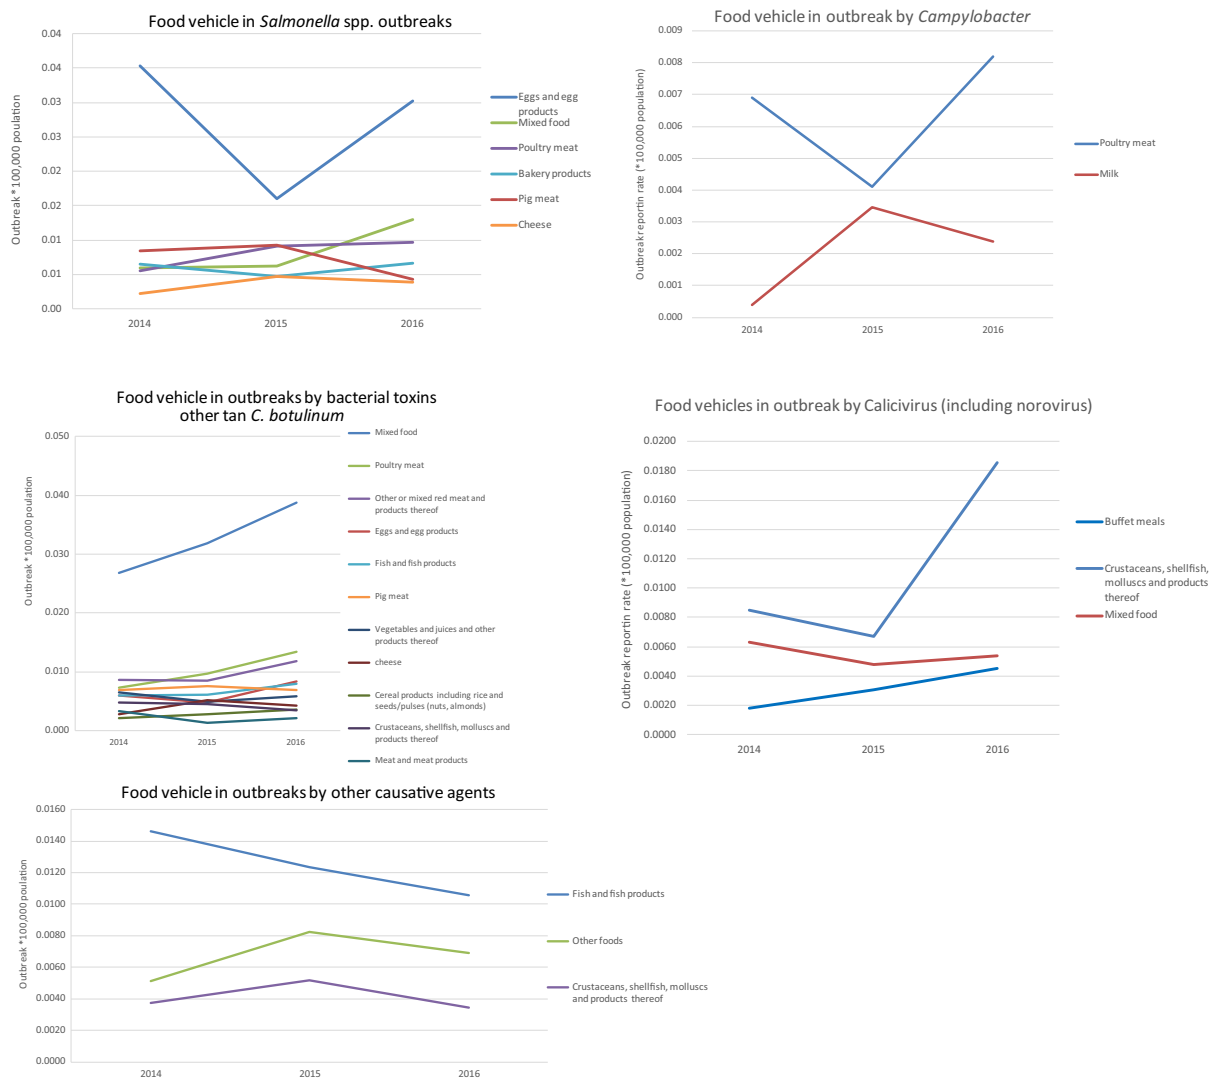 Food vehicle in Salmonella spp. outbreaks
Outbreak *100,000 poulation
0.04
0.04
0.03
0.03
0.02
0.02
0.01
0.01
0.00
2014
2015
2016
Eggs and egg
products
Mixed food
Poultry meat
Bakery products
Pig meat
Cheese
Food vehicle in outbreak by Campylobacter
Outbreak reportin rate (*100,000 population)
0.009
0.008
0.007
0.006
0.005
0.004
0.003
0.002
0.001
0.000
2014
2015
2016
Poultry meat
Milk
Food vehicle in outbreaks by bacterial toxins
other tan C. botulinum
Outbreak *100,000 population
0.050
0.040
0.030
0.020
0.010
0.000
2014
2015
2016
Mixed food
Poultry meat
Other or mixed red meat and
products thereof
Eggs and egg products
Fish and fish products
Pig meat
Vegetables and juices and other
products thereof
cheese
Cereal products including rice and
seeds/pulses (nuts, almonds)
Crustaceans, shellfish, molluscs and
products thereof
Meat and meat products
Food vehicles in outbreak by Calicivirus (including norovirus)
Outbreak reportin rate (*100,000 population)
0.0200
0.0180
0.0160
0.0140
0.0120
0.0100
0.0080
0.0060
0.0040
0.0020
0.0000
2014
2015
2016
Buffet meals
Crustaceans, shellfish,
molluscs and products
thereof
Mixed food
Food vehicle in outbreaks by other causative agents
Outbreak *100,000 population
0.0160
0.0140
0.0120
0.0100
0.0080
0.0060
0.0040
0.0020
0.0000
2014
2015
2016
Fish and fish products
Other foods
Crustaceans, shellfish, molluscs
and products thereof